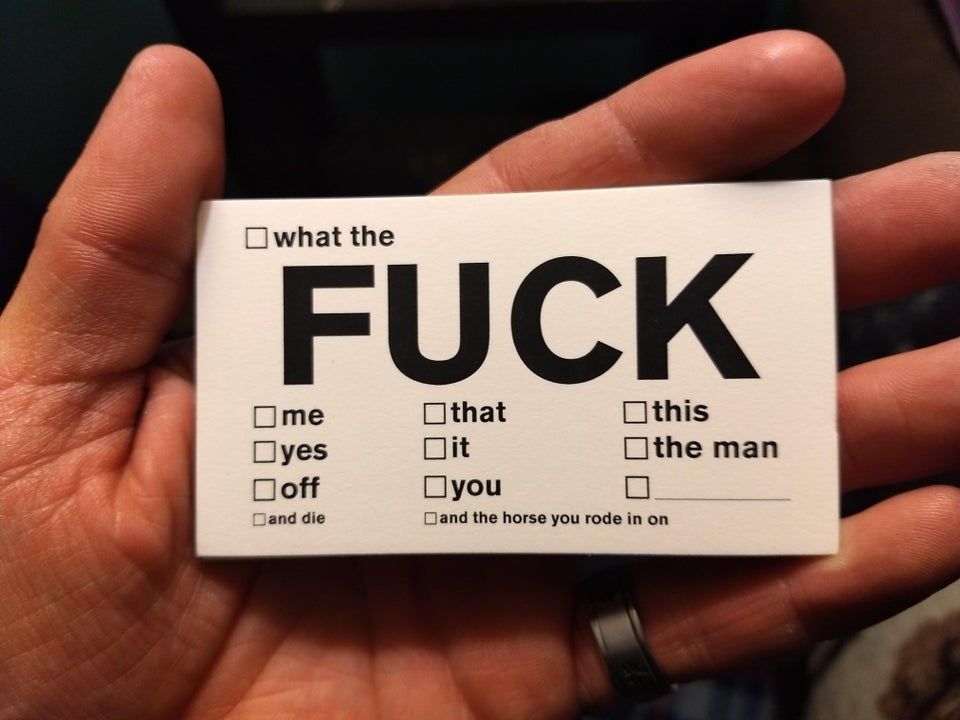 ☐ what the
FUCK
☐ me ☐ that ☐ this
☐ yes ☐ it ☐ the man
☐ off ☐ you ☐ ____________
☐ and die ☐ and the horse you rode in on